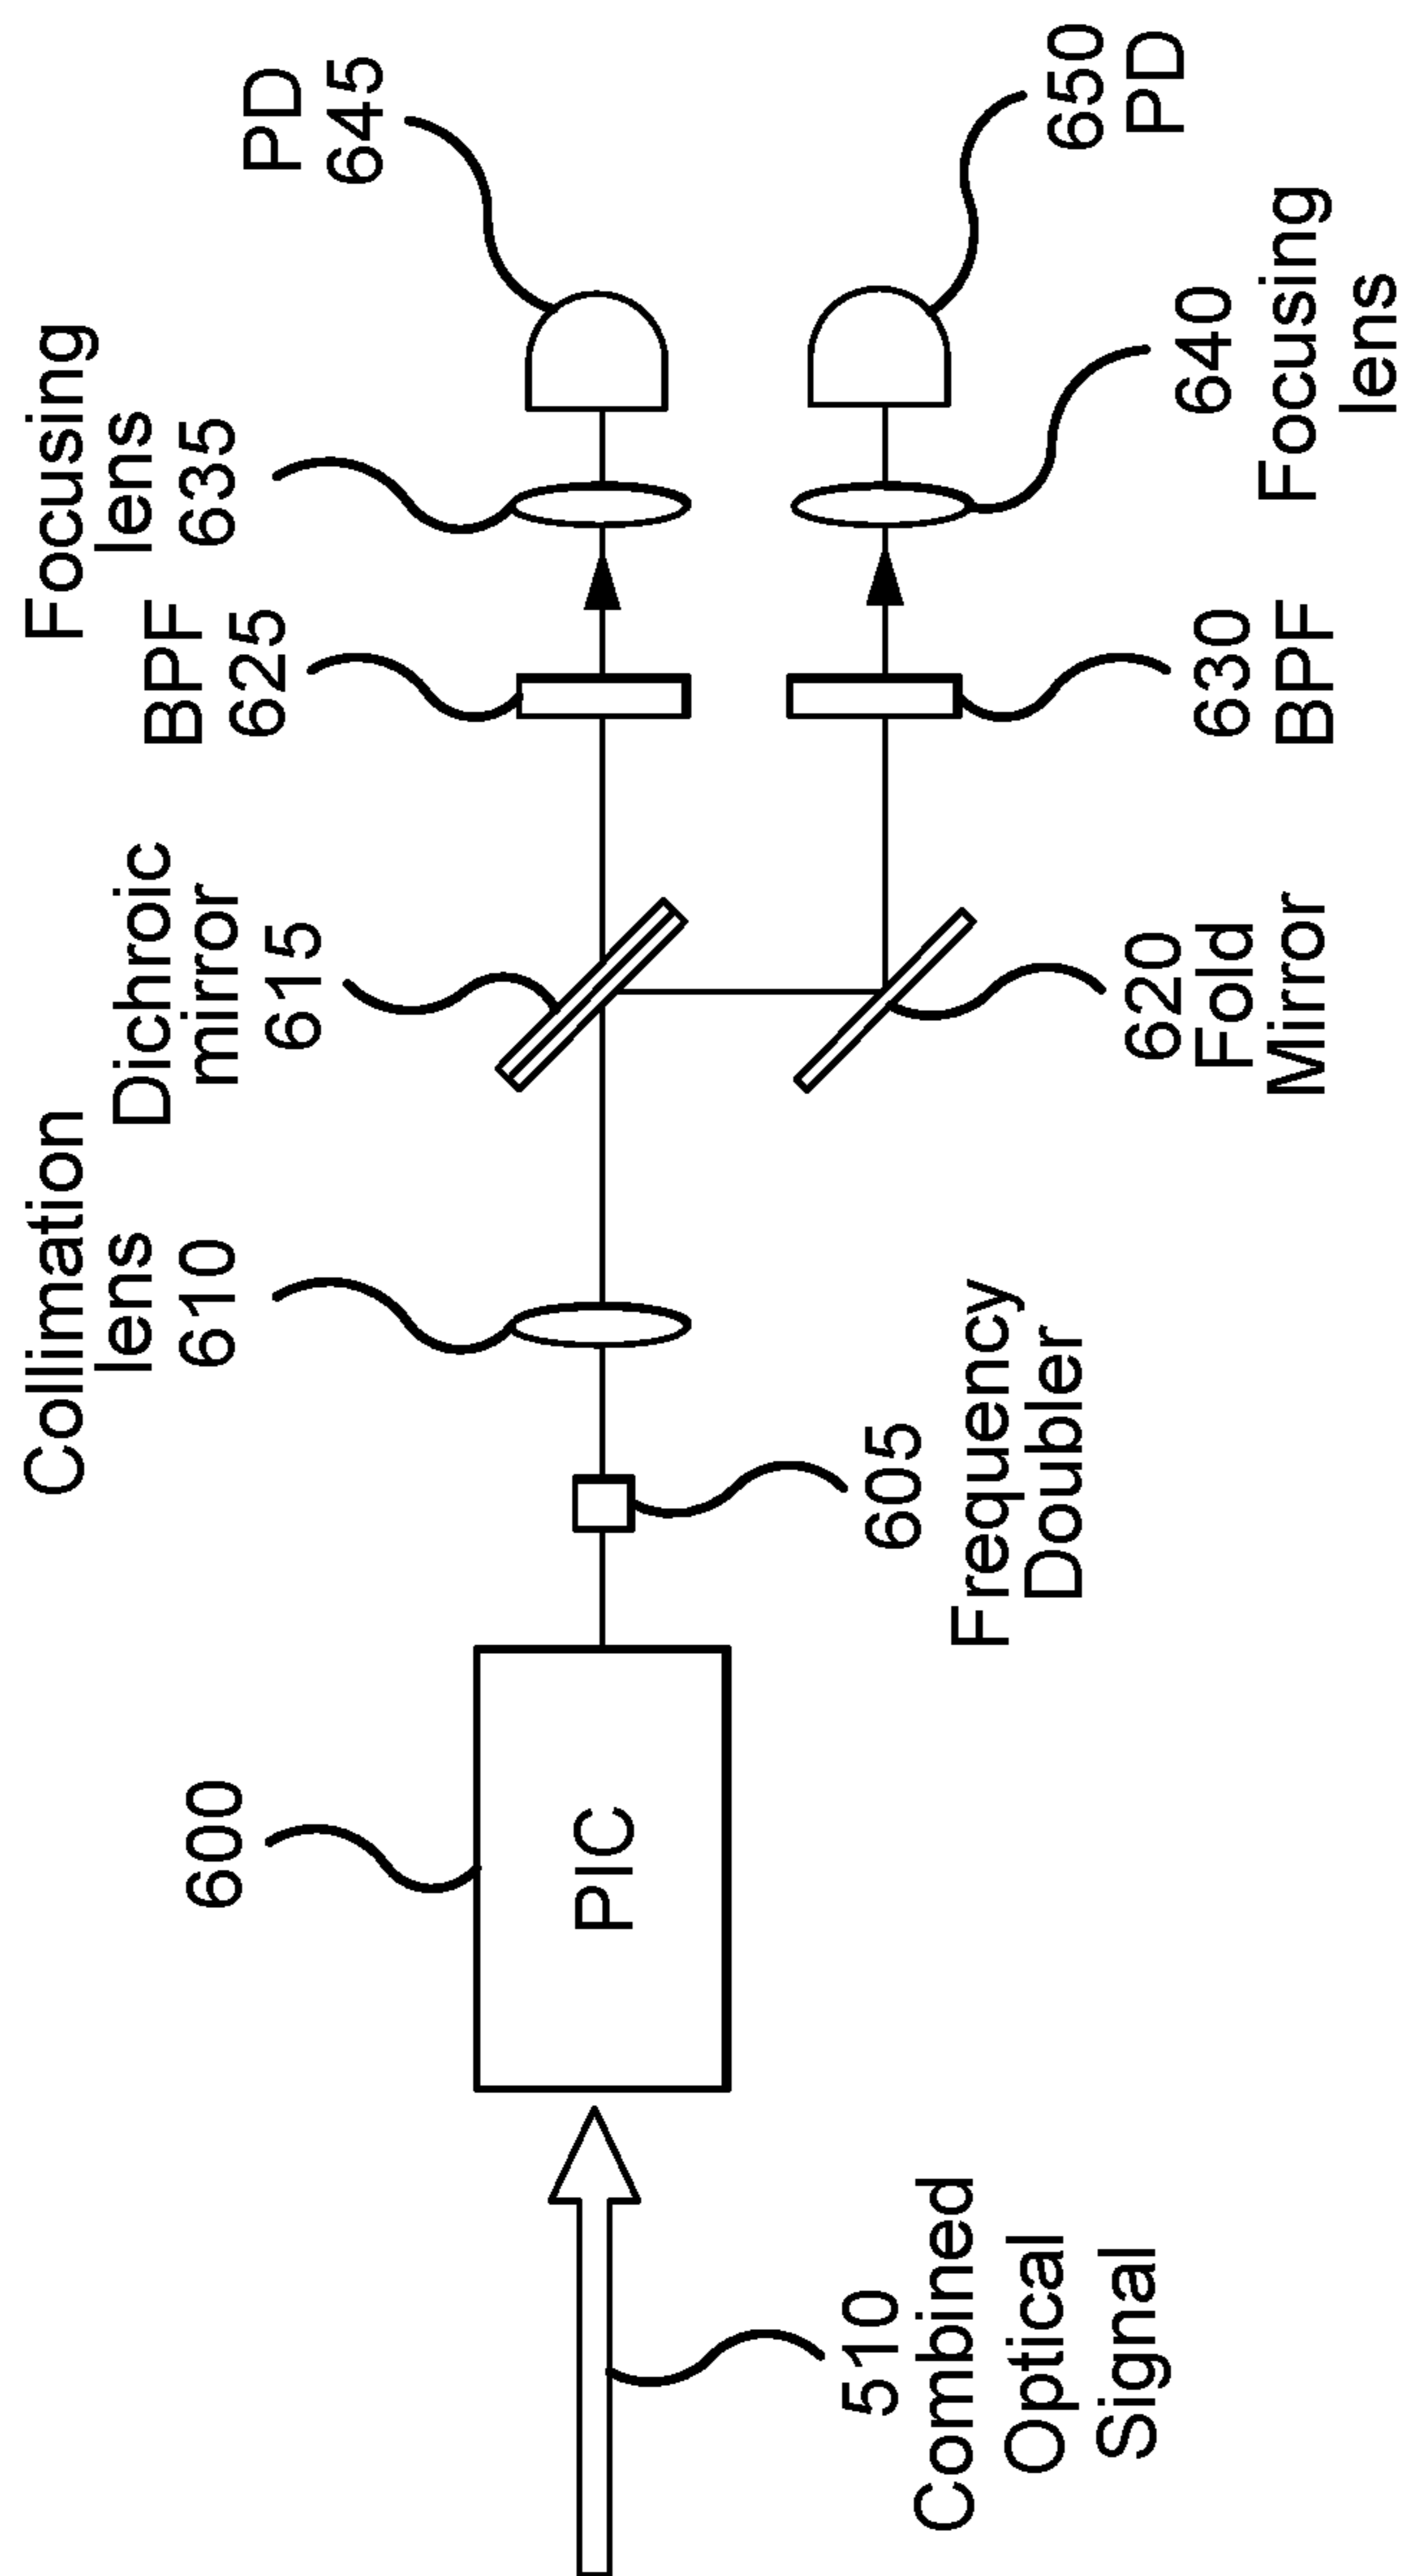 PD
645
Focusing
lens
635
BPF
625
Dichroic
mirror
615
Collimation
lens
610
600
PIC
650
PD
640
Focusing
lens
630
BPF
620
Fold
Mirror
605
Frequency
Doubler
510
Combined
Optical
Signal